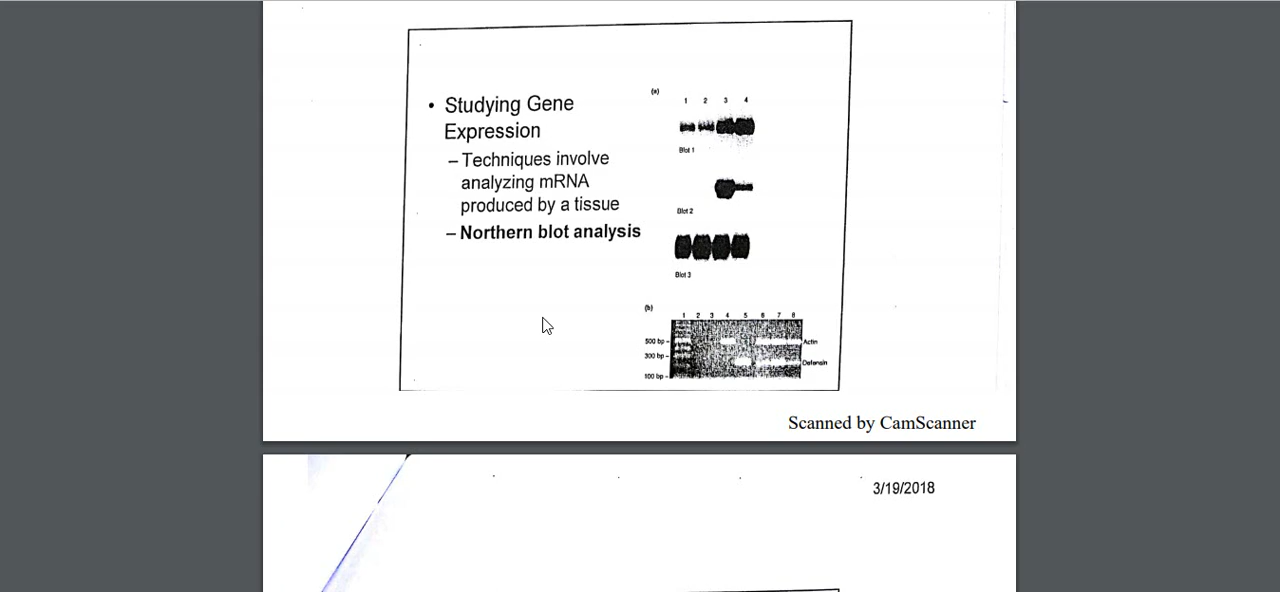 • Studying Gene
Expression
– Techniques involve
analyzing mRNA
produced by a tissue
– Northern blot analysis
(a)
1 2 3 4
Blot 1
Blot 2
Blot 3
(b)
1 2 3 4 5 6 7 8
500 bp –
300 bp –
100 bp –
Actin
Defensin
Scanned by CamScanner
3/19/2018